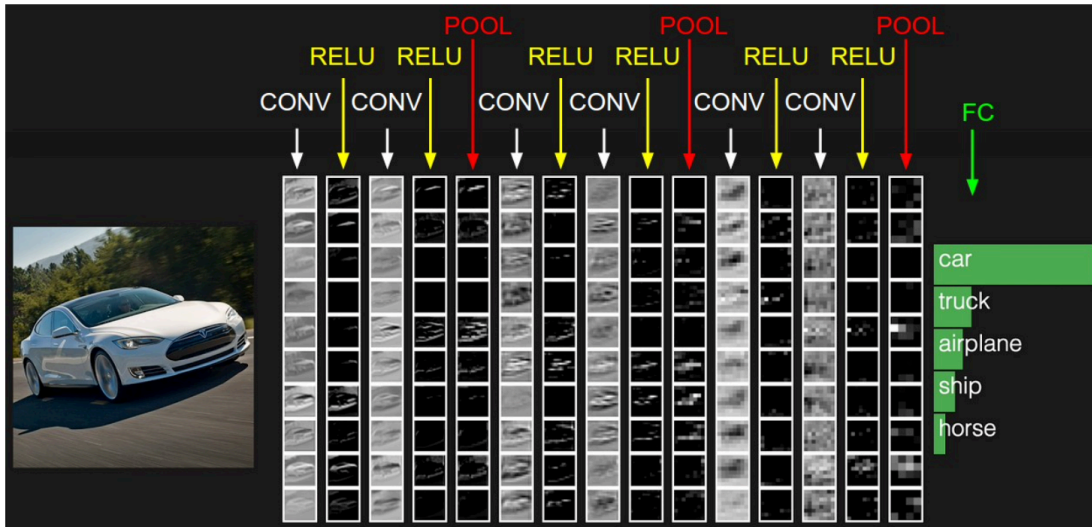 POOL POOL POOL
RELU RELU RELU RELU RELU RELU
CONV CONV CONV CONV CONV CONV
FC
car
truck
airplane
ship
horse